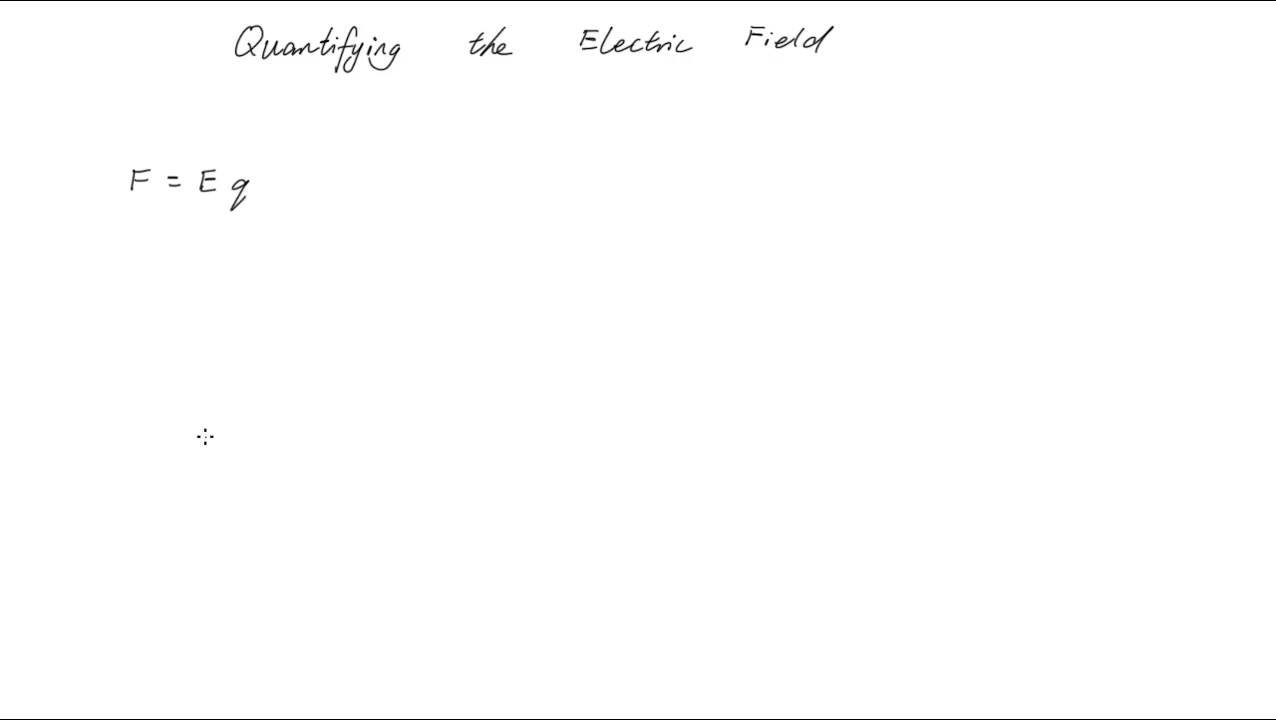 Quantifying the Electric Field
F = E q